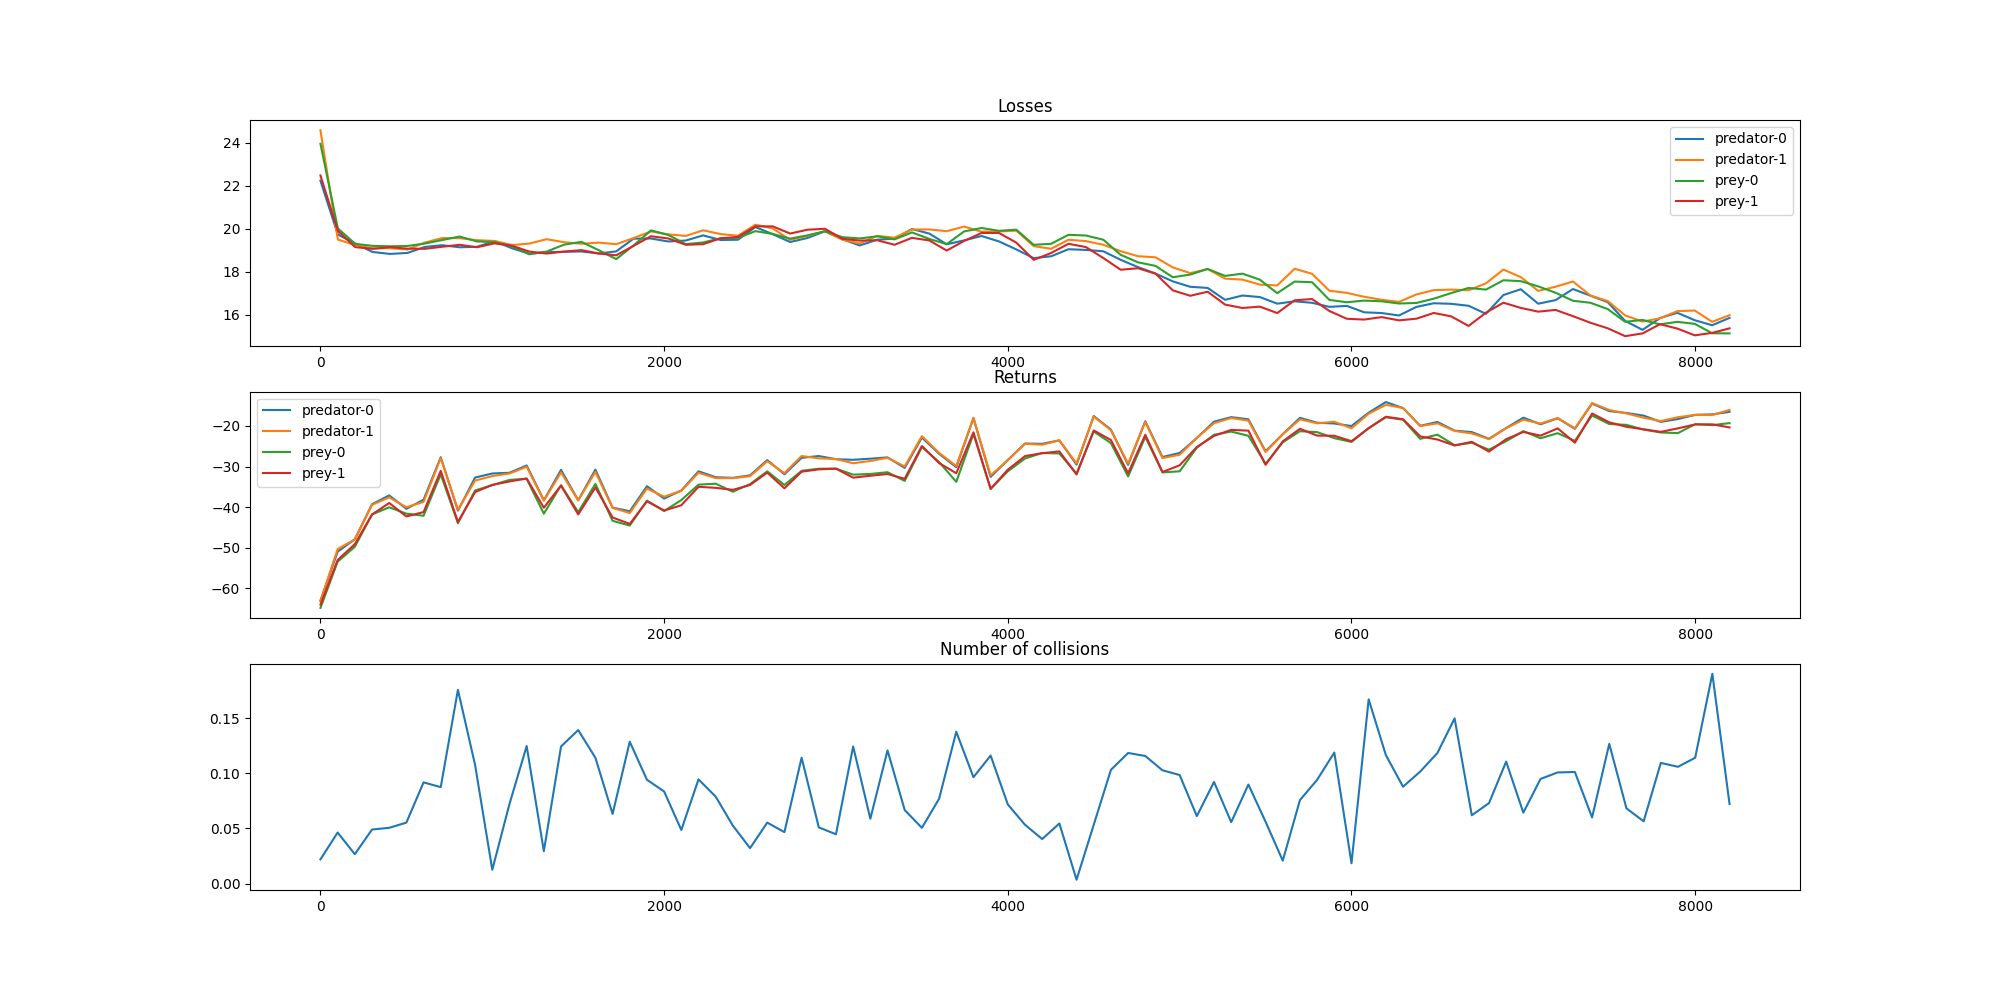 Losses
24
22
20
18
16
predator-0
predator-1
prey-0
prey-1
0 2000 4000 6000 8000
Returns
−20
−30
−40
−50
−60
predator-0
predator-1
prey-0
prey-1
0 2000 4000 6000 8000
Number of collisions
0.15
0.10
0.05
0.00
0 2000 4000 6000 8000